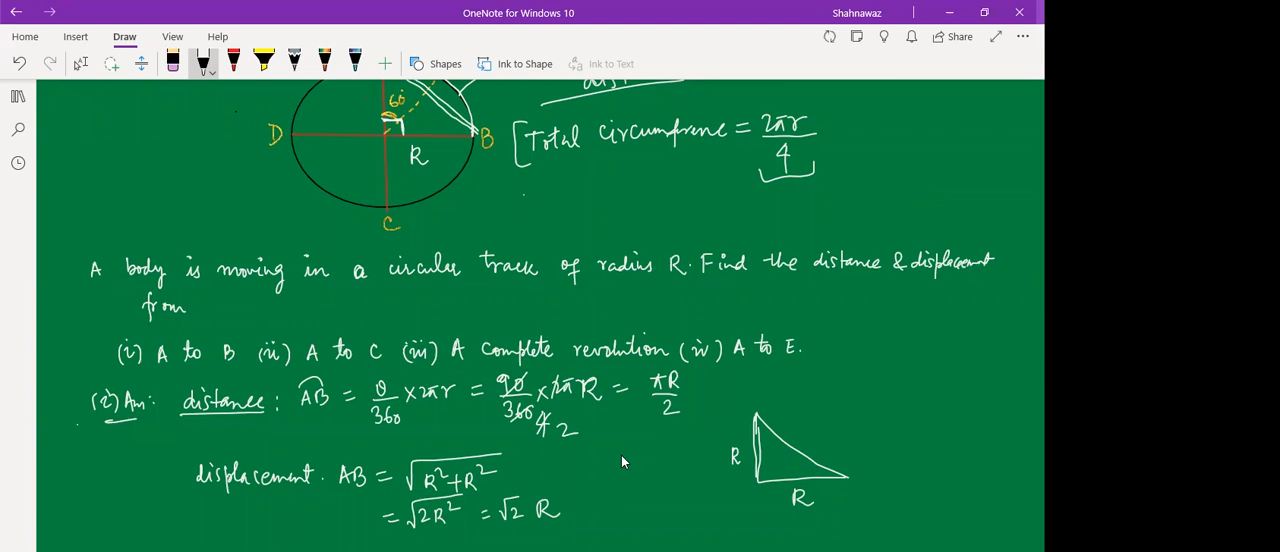 OneNote for Windows 10
Shahnawaz
Home Insert Draw View Help
Share
Shapes Ink to Shape Ink to Text
60°
D
B
R
C
[Total circumfrene = 2πr/4
A body is moving in a circular track of radius R. Find the distance & displacement
from
(i) A to B (ii) A to C (iii) A complete revolution (iv) A to E.
(i) An: distance: AB = θ/360 × 2πr = 90/360 4 2 × 2πR = πR/2
R
R
displacement. AB = √R²+R²
= √2R² = √2 R